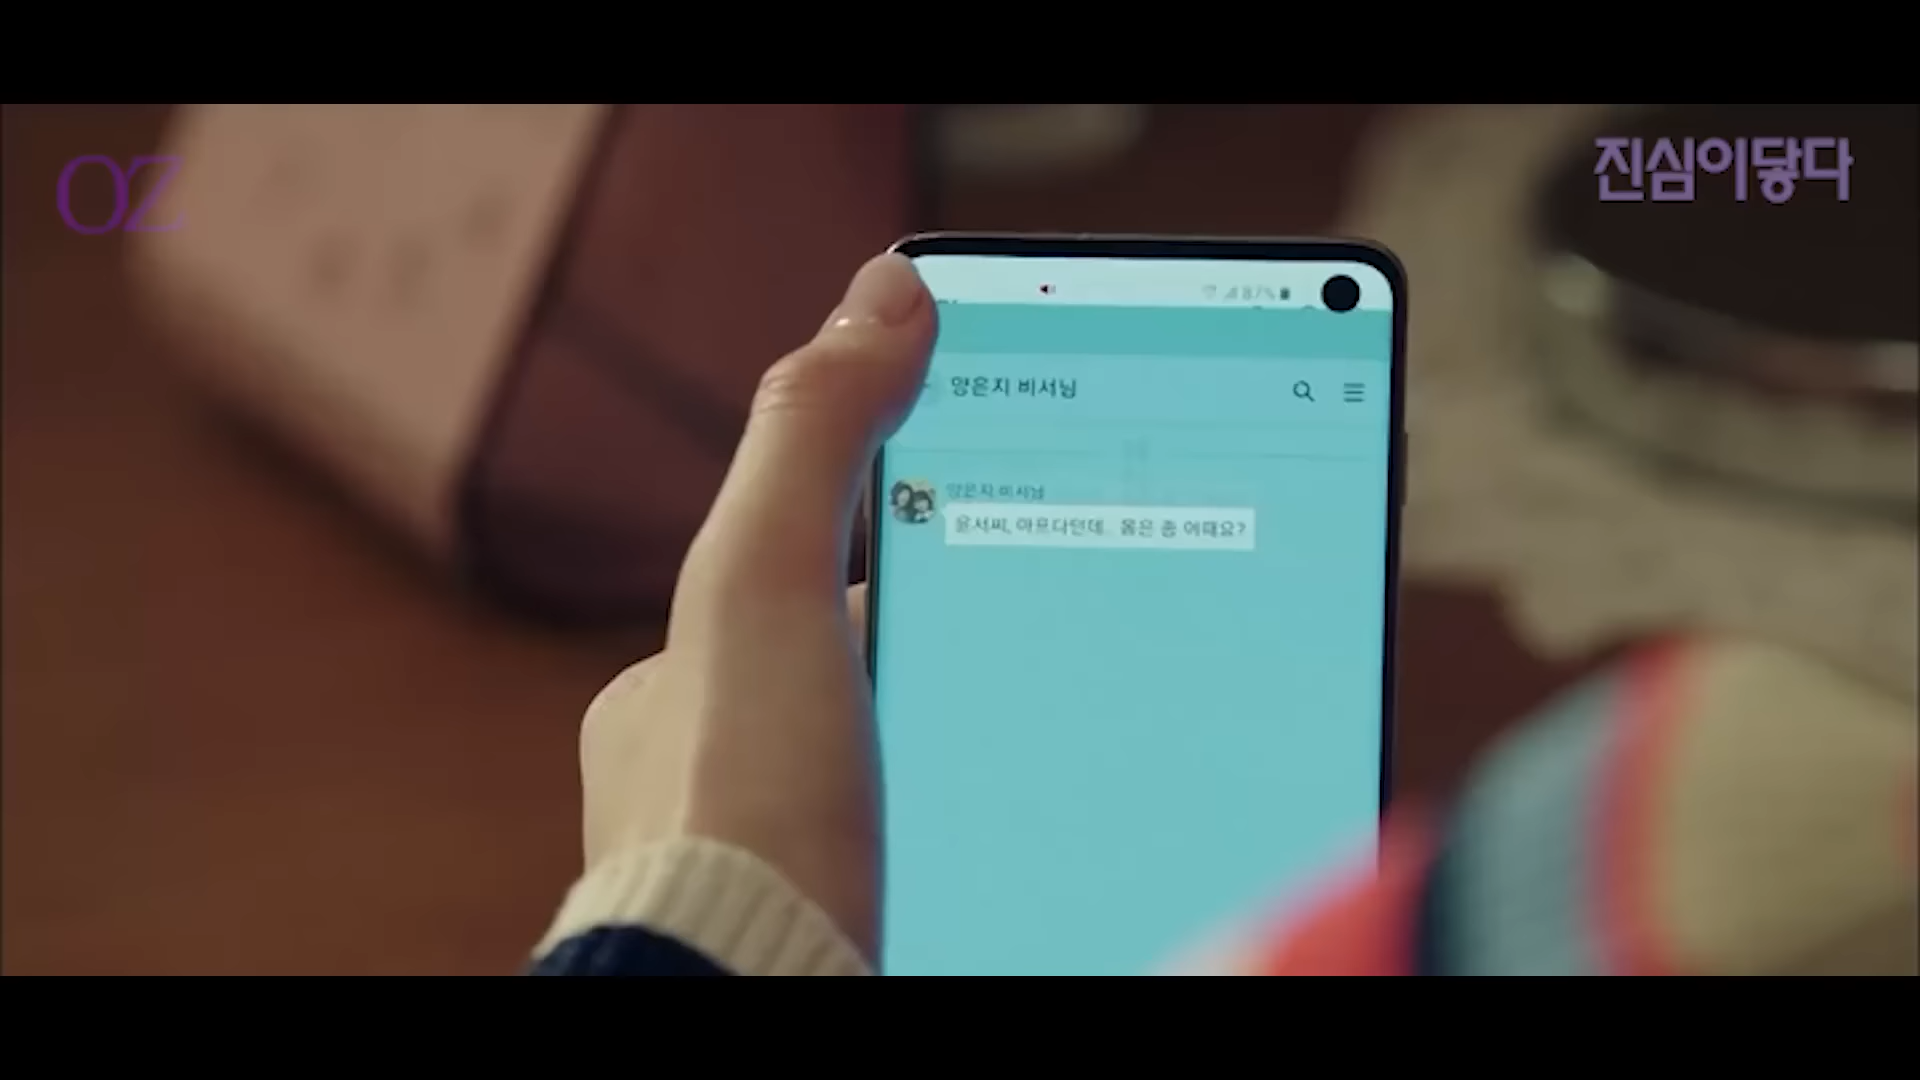 OZ
진심이닿다
87%
양은지 비서님
양은지 비서님
윤서씨, 아프다던데.. 몸은 좀 어때요?